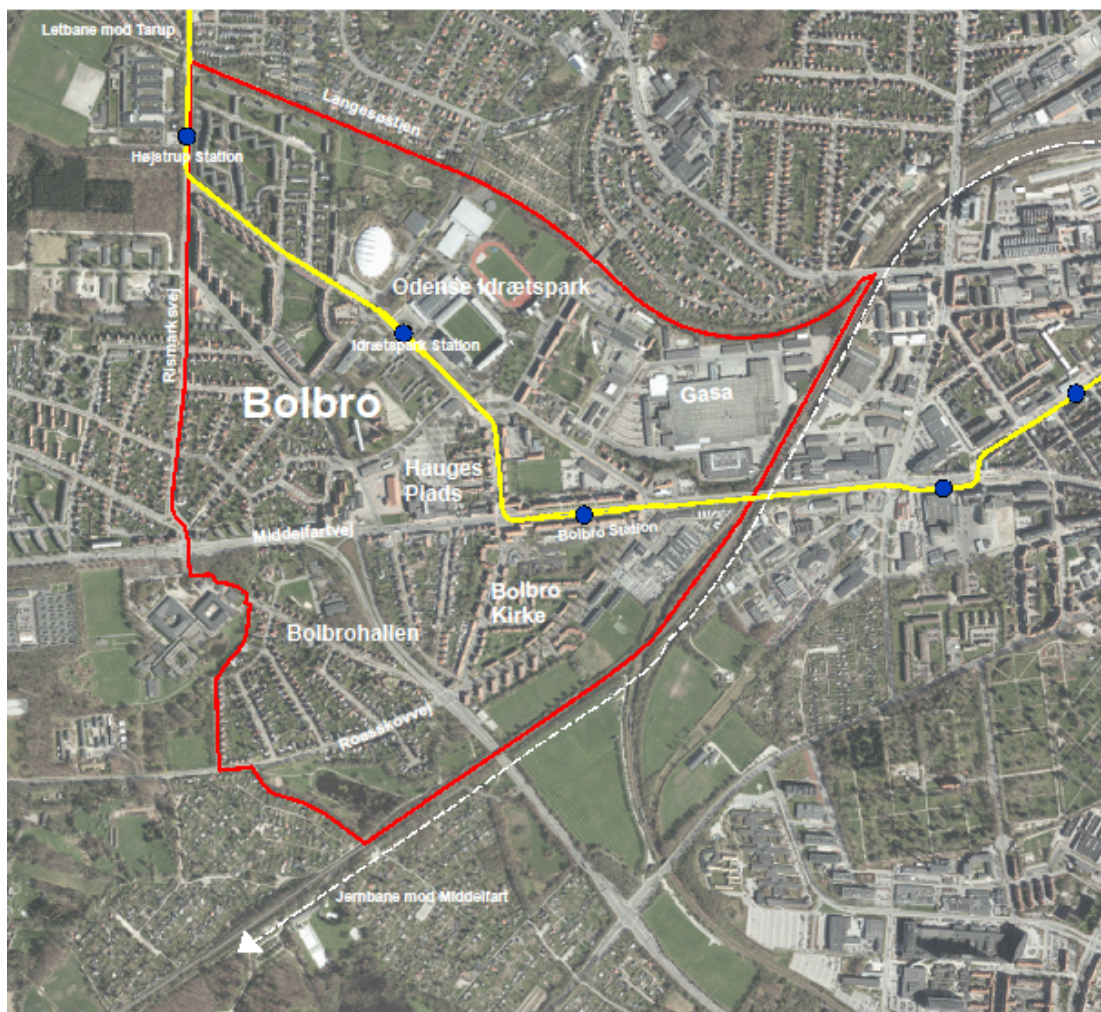 Letbane mod Tarup
Langesøstien
Højstrup Station
Odense Idrætspark
Rismarksvej
Idrætspark Station
Bolbro
Gasa
Hauges
Plads
Middelfartvej
Bolbro Station
Bolbro
Kirke
Bolbrohallen
Roesskovvej
Jernbane mod Middelfart